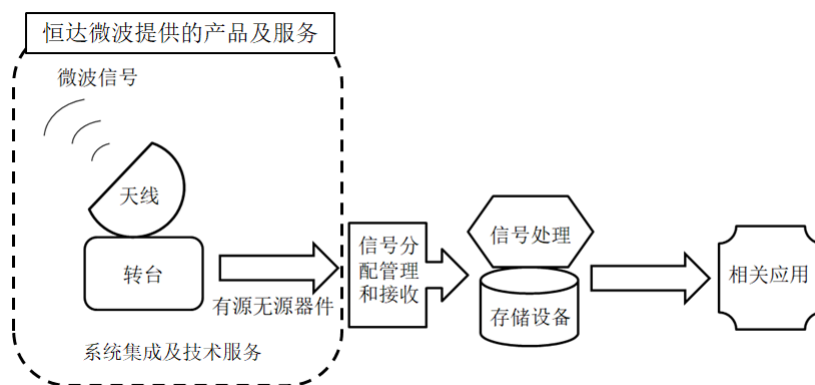 恒达微波提供的产品及服务
微波信号
天线
转台
有源无源器件
系统集成及技术服务
信号分
配管理
和接收
信号处理
存储设备
相关应用